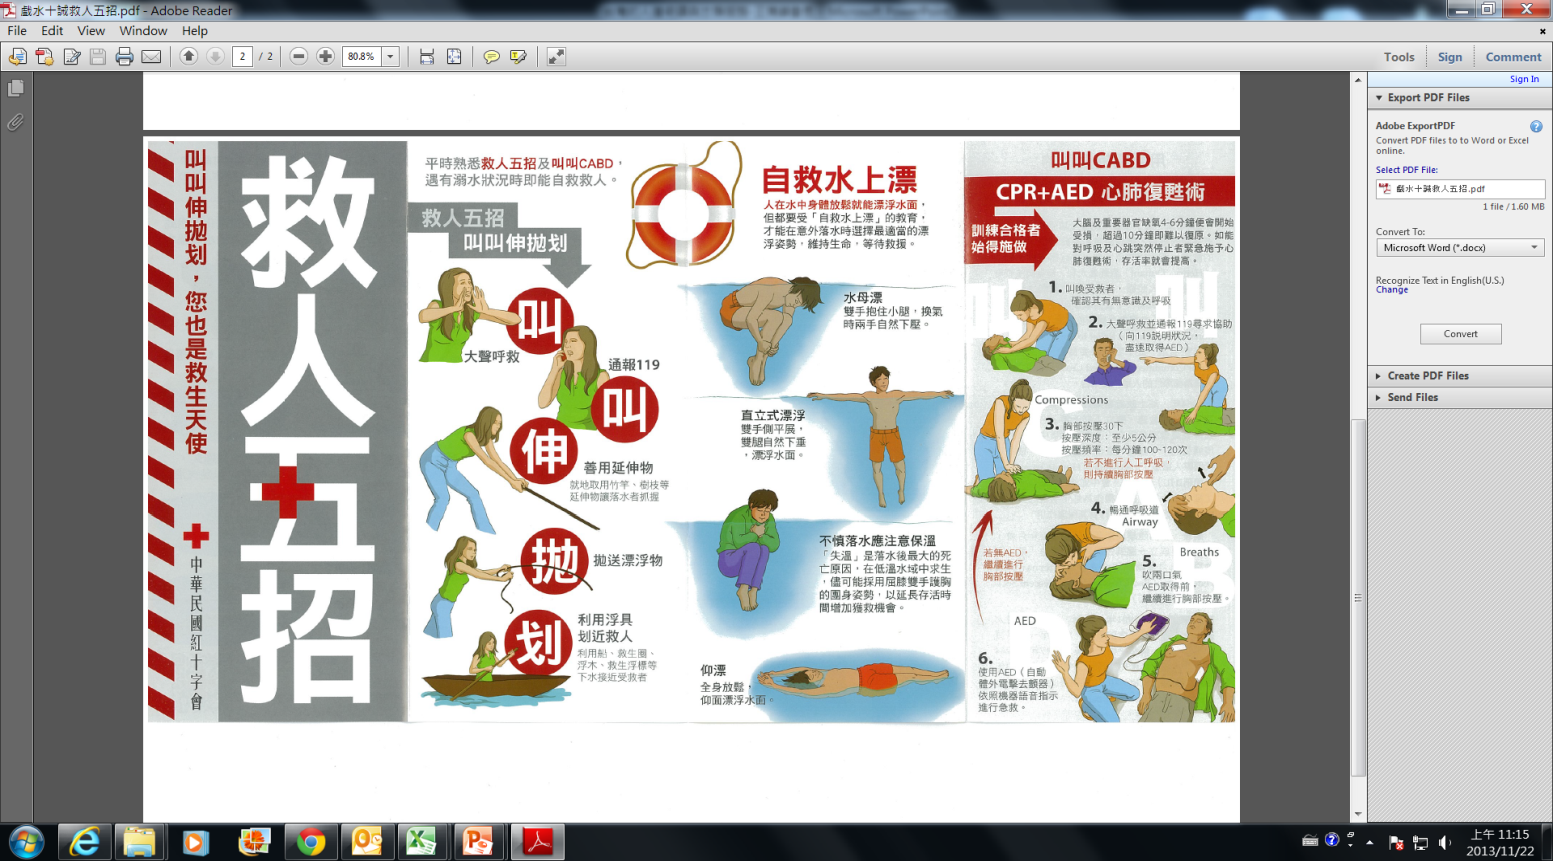 戲水十誡救人五招.pdf - Adobe Reader
File Edit View Window Help
2 / 2
80.8%
Tools Sign Comment
Sign In
Export PDF Files
Adobe ExportPDF
Convert PDF files to to Word or Excel
online.
Select PDF File:
戲水十誡救人五招.pdf
1 file / 1.60 MB
Convert To:
Microsoft Word (*.docx)
Recognize Text in English(U.S.)
Change
Convert
Create PDF Files
Send Files
叫叫伸拋划，您也是救生天使
中華民國紅十字會
救人五招
平時熟悉救人五招及叫叫CABD，
遇有溺水狀況時即能自救救人。
救人五招
叫叫伸拋划
叫
大聲呼救
通報119
叫
伸
善用延伸物
就地取用竹竿、樹枝等
延伸物讓落水者抓握
拋
拋送漂浮物
划
利用浮具
划近救人
利用船、救生圈、
浮木、救生浮標等
下水接近受救者
自救水上漂
人在水中身體放鬆就能漂浮水面，
但都要受「自救水上漂」的教育，
才能在意外落水時選擇最適當的漂
浮姿勢，維持生命，等待救援。
水母漂
雙手抱住小腿，換氣
時兩手自然下壓。
直立式漂浮
雙手側平展，
雙腿自然下垂
，漂浮水面。
不慎落水應注意保溫
「失溫」是落水後最大的死
亡原因，在低溫水域中求生
，儘可能採用屈膝雙手護胸
的團身姿勢，以延長存活時
間增加獲救機會。
仰漂
全身放鬆，
仰面漂浮水面。
叫叫CABD
CPR+AED 心肺復甦術
訓練合格者
始得施做
大腦及重要器官缺氧4-6分鐘便會開始
受損，超過10分鐘即難以復原。如能
對呼吸及心跳突然停止者緊急施予心
肺復甦術，存活率就會提高。
叫
叫
1. 叫喚受救者，
確認其有無意識及呼吸
2. 大聲呼救並通報119尋求協助
（向119說明狀況，
盡速取得AED）
C
Compressions
3. 胸部按壓30下
按壓深度：至少5公分
按壓頻率：每分鐘100-120次
若不進行人工呼吸，
則持續胸部按壓
A
4. 暢通呼吸道
Airway
B
Breaths
5.
吹兩口氣
AED取得前，
繼續進行胸部按壓。
若無AED，
繼續進行
胸部按壓
D
AED
6.
使用AED（自動
體外電擊去顫器）
依照機器語音指示
進行急救。
上午 11:15
2013/11/22